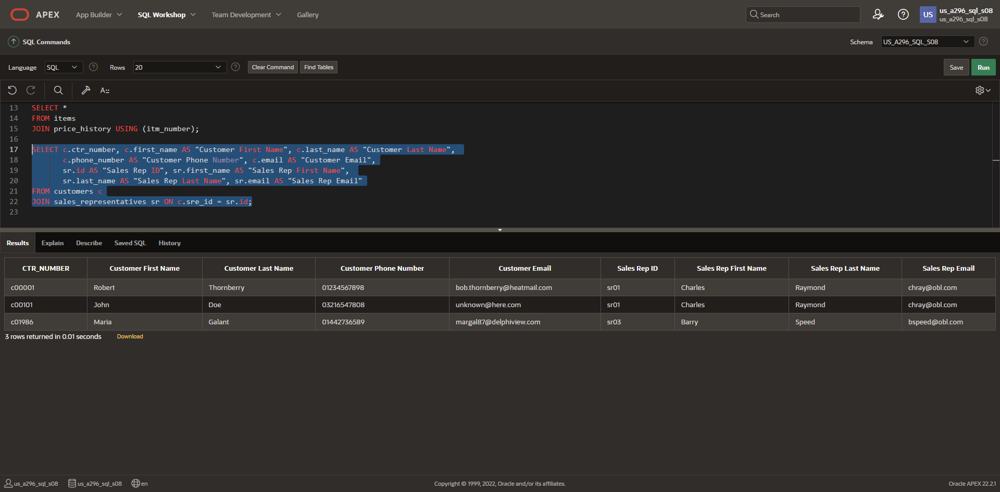 APEX App Builder SQL Workshop Team Development Gallery Search US us_a296_sql_s08
us_a296_sql_s08
SQL Commands Schema US_A296_SQL_S08
Language SQL Rows 20 Clear Command Find Tables Save Run
A
13 SELECT *
14 FROM items
15 JOIN price_history USING (itm_number);
16
17 SELECT c.ctr_number, c.first_name AS "Customer First Name", c.last_name AS "Customer Last Name",
18 c.phone_number AS "Customer Phone Number", c.email AS "Customer Email",
19 sr.id AS "Sales Rep ID", sr.first_name AS "Sales Rep First Name",
20 sr.last_name AS "Sales Rep Last Name", sr.email AS "Sales Rep Email"
21 FROM customers c
22 JOIN sales_representatives sr ON c.sre_id = sr.id;
23
Results Explain Describe Saved SQL History
CTR_NUMBER Customer First Name Customer Last Name Customer Phone Number Customer Email Sales Rep ID Sales Rep First Name Sales Rep Last Name Sales Rep Email
c00001 Robert Thornberry 01234567898 bob.thornberry@heatmail.com sr01 Charles Raymond chray@obl.com
c00101 John Doe 03216547808 unknown@here.com sr01 Charles Raymond chray@obl.com
c01986 Maria Galant 01442736589 margal87@delphiview.com sr03 Barry Speed bspeed@obl.com
3 rows returned in 0.01 seconds Download
us_a296_sql_s08 us_a296_sql_s08 en Copyright © 1999, 2022, Oracle and/or its affiliates. Oracle APEX 22.2.1